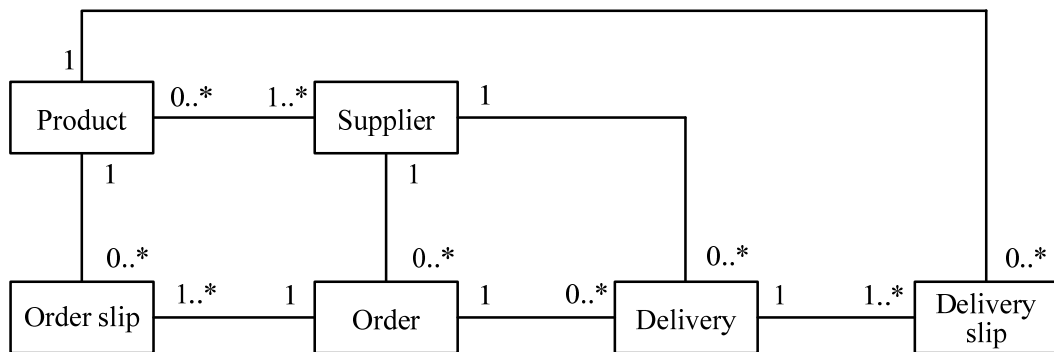 1
0..*
1..*
1
Product
Supplier
1
1
0..*
0..*
0..*
0..*
1..*
1
1
0..*
1
1..*
Order slip
Order
Delivery
Delivery
slip